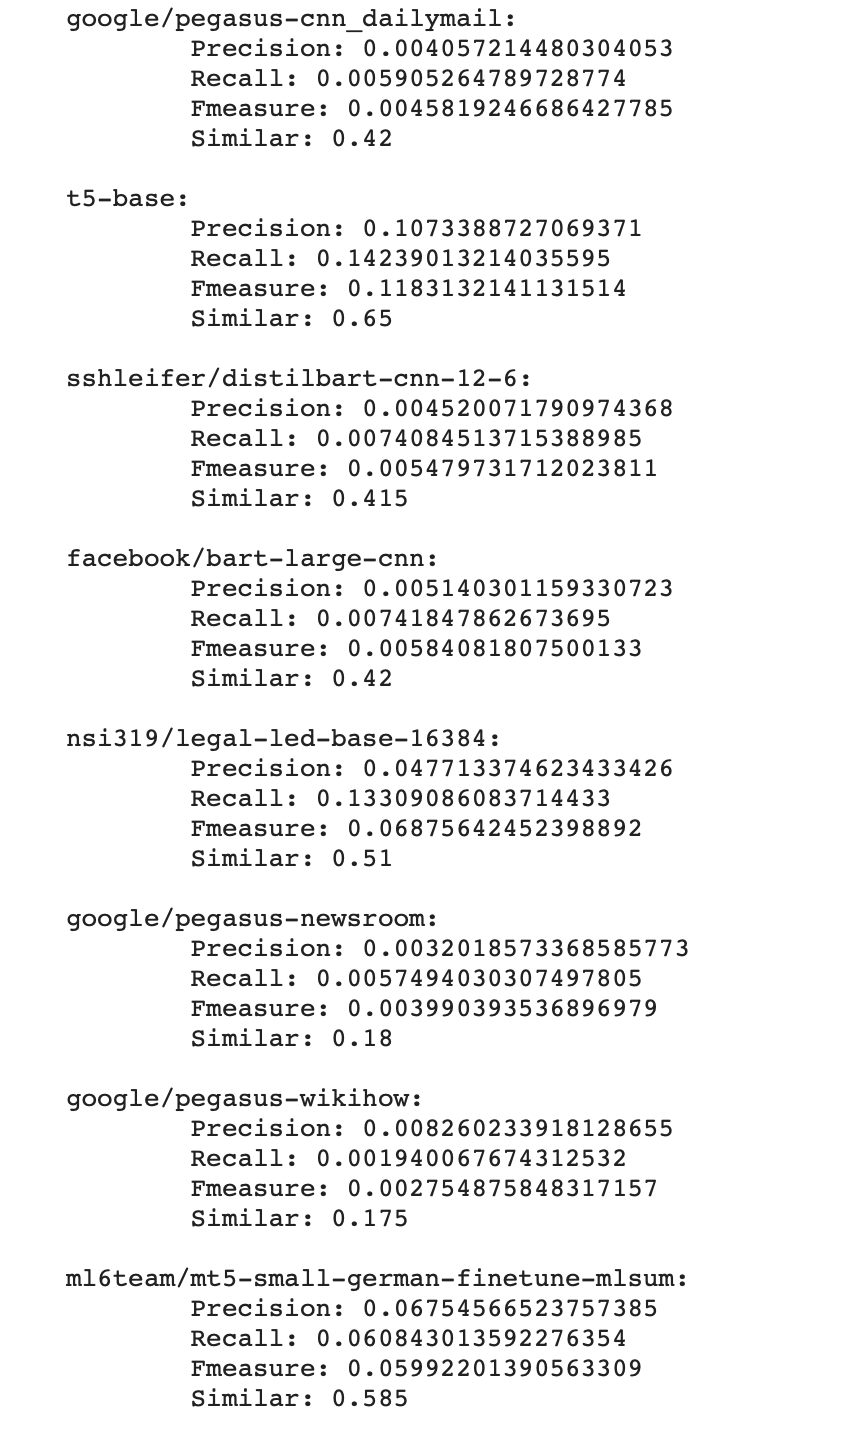 google/pegasus-cnn_dailymail:
Precision: 0.004057214480304053
Recall: 0.005905264789728774
Fmeasure: 0.0045819246686427785
Similar: 0.42
t5-base:
Precision: 0.1073388727069371
Recall: 0.14239013214035595
Fmeasure: 0.1183132141131514
Similar: 0.65
sshleifer/distilbart-cnn-12-6:
Precision: 0.004520071790974368
Recall: 0.0074084513715388985
Fmeasure: 0.005479731712023811
Similar: 0.415
facebook/bart-large-cnn:
Precision: 0.005140301159330723
Recall: 0.00741847862673695
Fmeasure: 0.00584081807500133
Similar: 0.42
nsi319/legal-led-base-16384:
Precision: 0.047713374623433426
Recall: 0.13309086083714433
Fmeasure: 0.06875642452398892
Similar: 0.51
google/pegasus-newsroom:
Precision: 0.0032018573368585773
Recall: 0.0057494030307497805
Fmeasure: 0.003990393536896979
Similar: 0.18
google/pegasus-wikihow:
Precision: 0.008260233918128655
Recall: 0.001940067674312532
Fmeasure: 0.002754875848317157
Similar: 0.175
ml6team/mt5-small-german-finetune-mlsum:
Precision: 0.06754566523757385
Recall: 0.060843013592276354
Fmeasure: 0.05992201390563309
Similar: 0.585